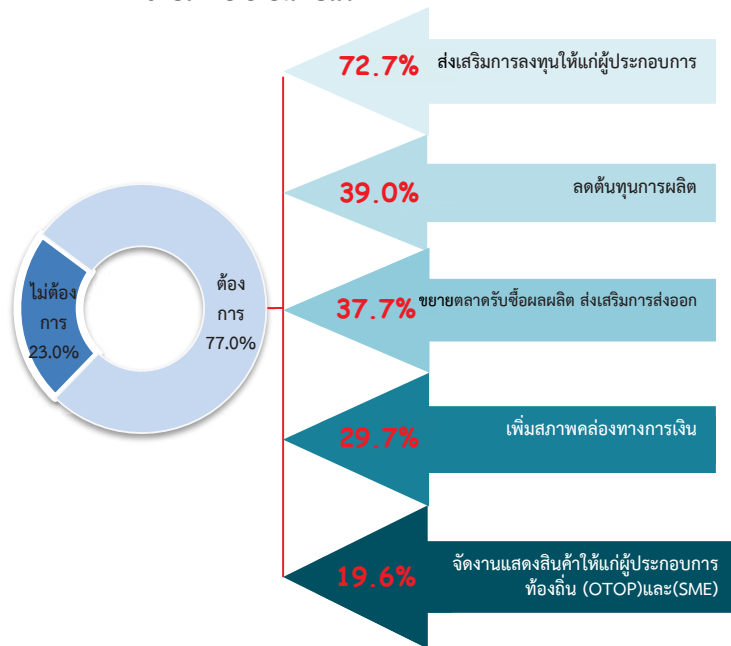 72.7% ส่งเสริมการลงทุนให้แก่ผู้ประกอบการ
39.0% ลดต้นทุนการผลิต
ไม่ต้อง
การ
23.0%
ต้อง
การ
77.0%
37.7% ขยายตลาดรับซื้อผลผลิต ส่งเสริมการส่งออก
29.7% เพิ่มสภาพคล่องทางการเงิน
19.6% จัดงานแสดงสินค้าให้แก่ผู้ประกอบการ
ท้องถิ่น (OTOP)และ(SME)